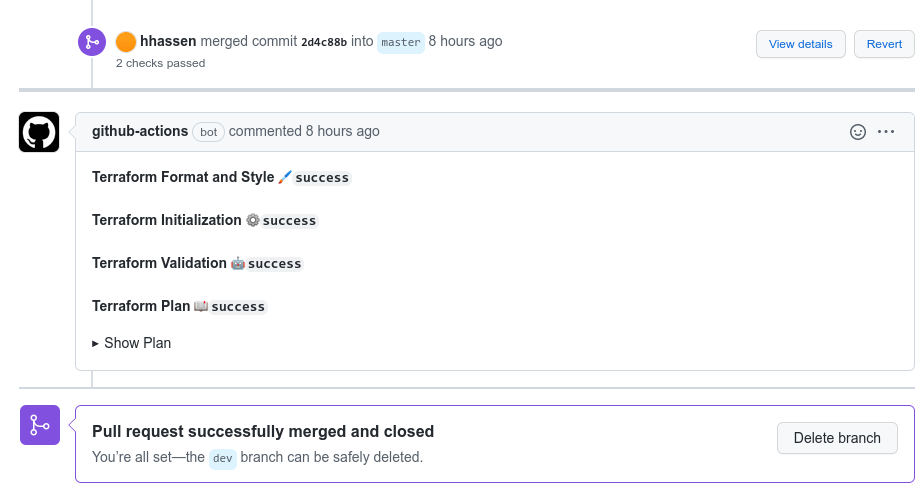 hhassen merged commit 2d4c88b into master 8 hours ago View details Revert
2 checks passed
github-actions bot commented 8 hours ago
Terraform Format and Style 🖌️ success
Terraform Initialization ⚙️ success
Terraform Validation 🤖 success
Terraform Plan 📖 success
▸ Show Plan
Pull request successfully merged and closed
You're all set—the dev branch can be safely deleted.
Delete branch